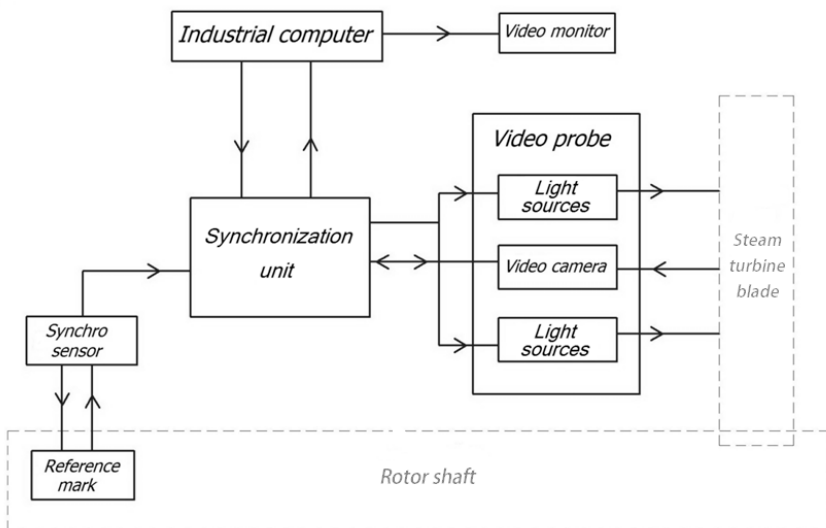 Industrial computer
Video monitor
Video probe
Light
sources
Synchronization
unit
Video camera
Steam
turbine
blade
Light
sources
Synchro
sensor
Reference
mark
Rotor shaft